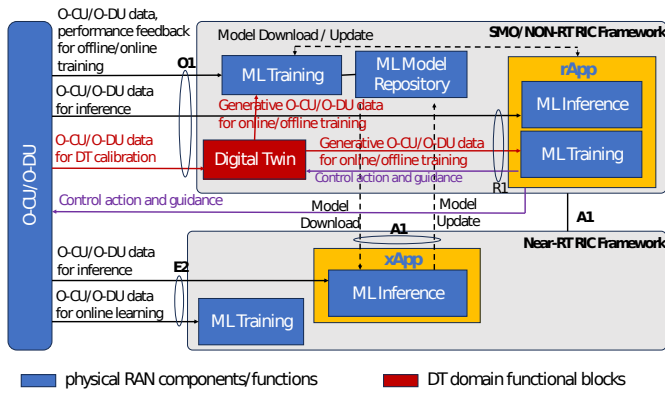 O-CU/O-DU data,
performance feedback
for offline/online
training
Model Download / Update
SMO/NON-RT RIC Framework
O1
ML Training
ML Model
Repository
rApp
O-CU/O-DU data
for inference
Generative O-CU/O-DU data
for online/offline training
ML Inference
O-CU/O-DU data
for DT calibration
Digital Twin
Generative O-CU/O-DU data
for online/offline training
ML Training
O-CU/O-DU
Control action and guidance
R1
Control action and guidance
Model
Download
Model
Update
A1
A1
Near-RT RIC Framework
O-CU/O-DU data
for inference
E2
xApp
ML Inference
O-CU/O-DU data
for online learning
ML Training
physical RAN components/functions
DT domain functional blocks